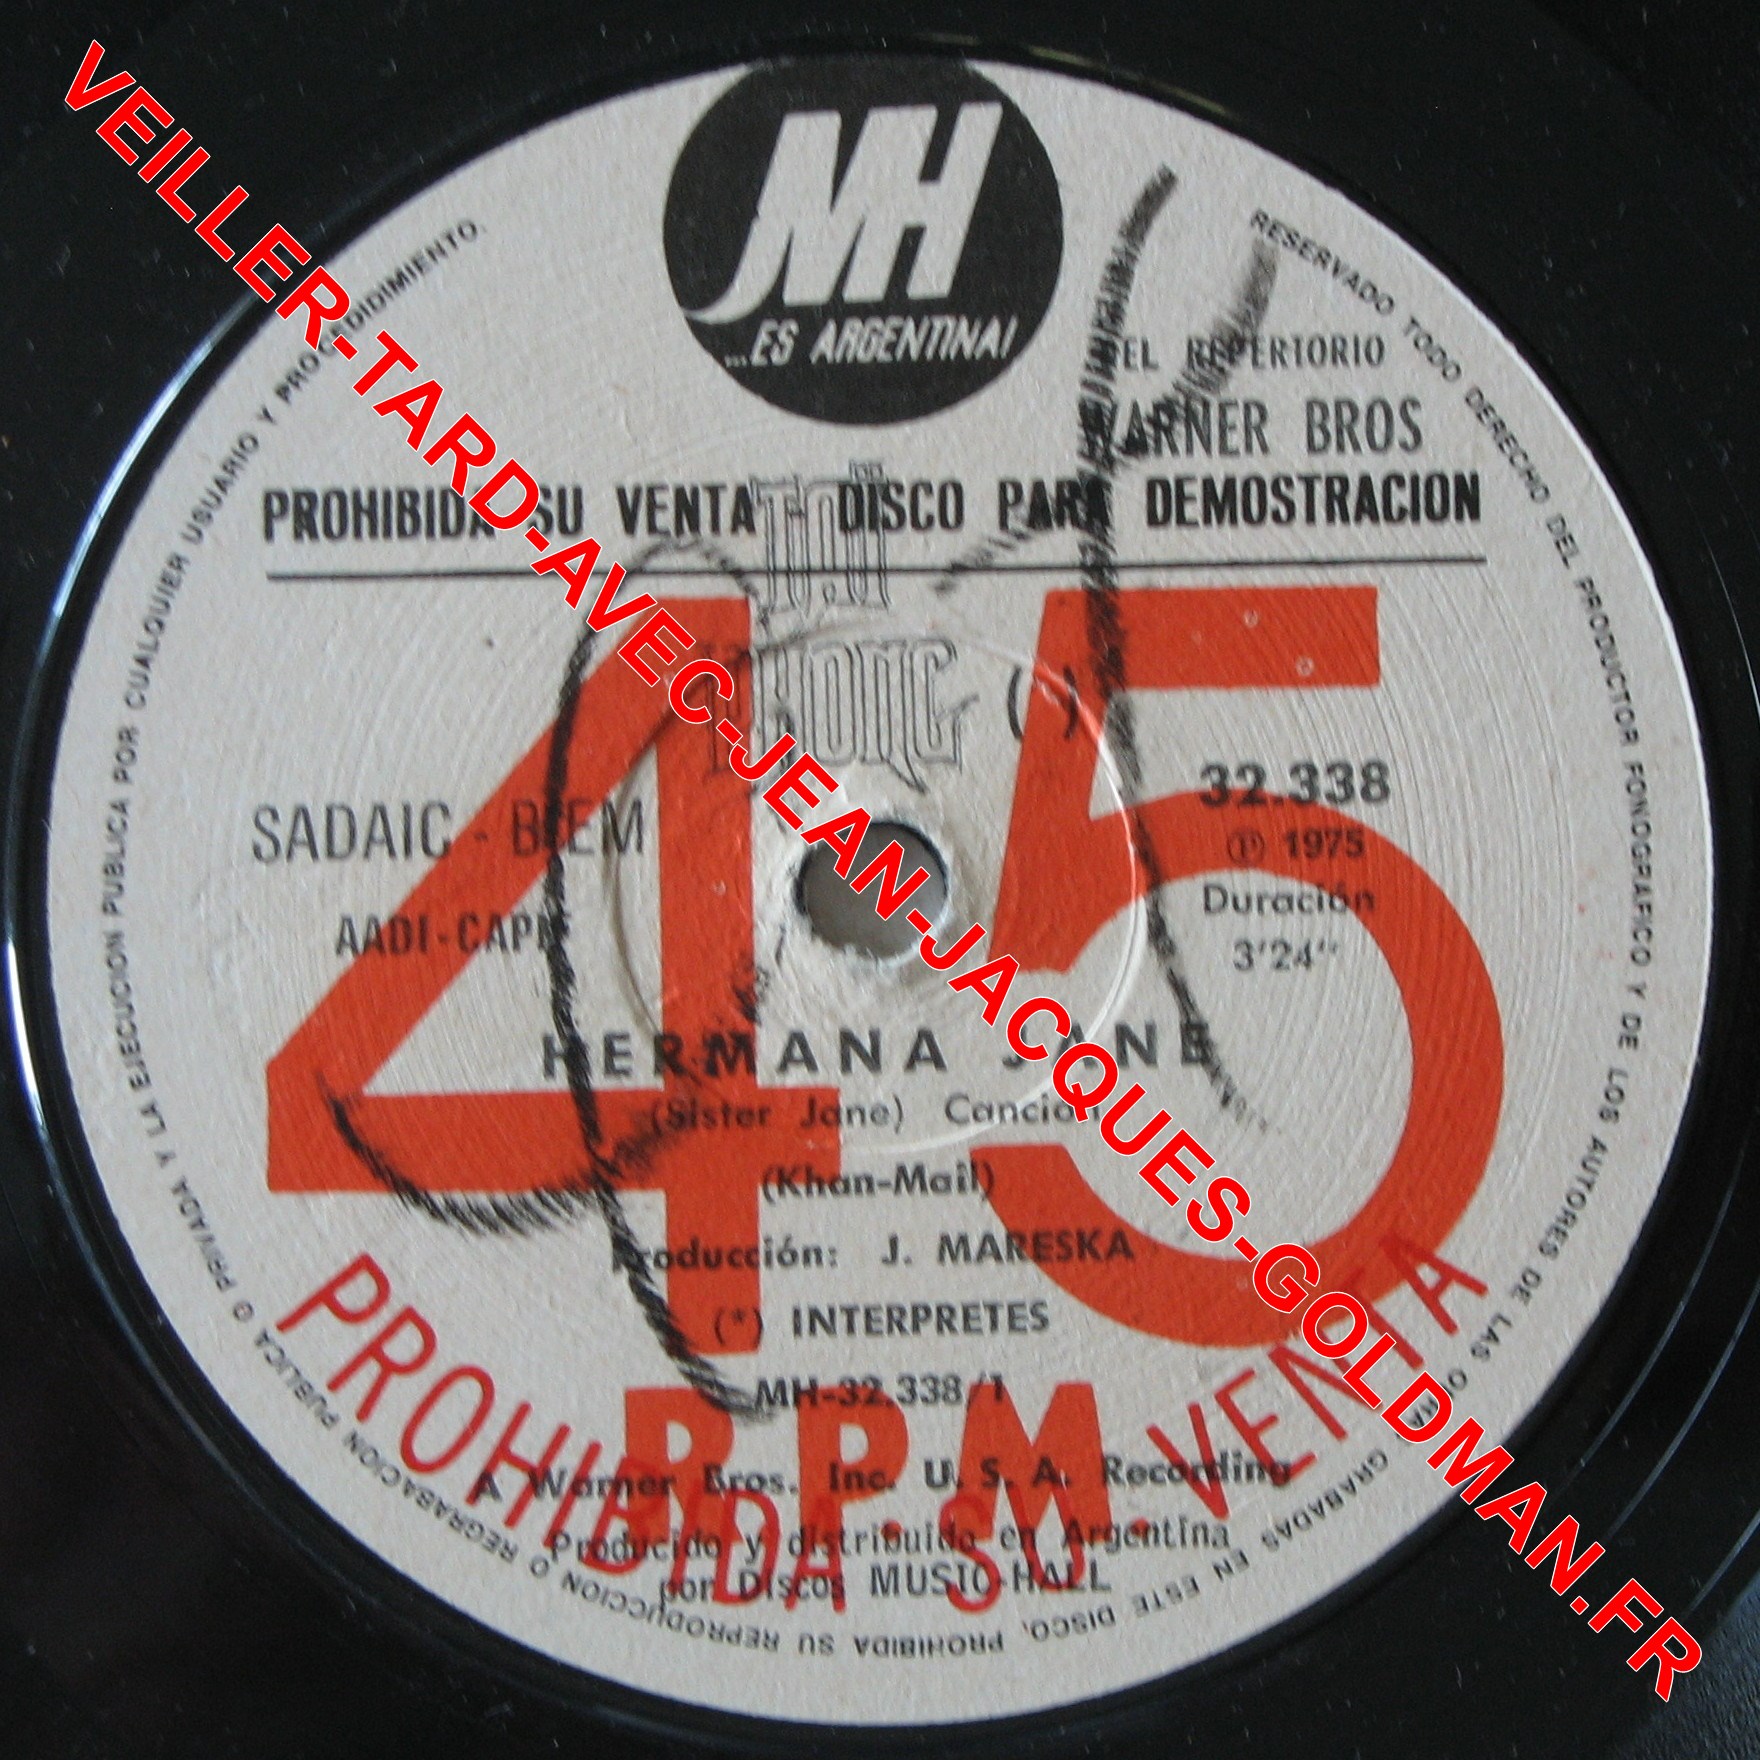 MH
...ES ARGENTINA!
DEL REPERTORIO
WARNER BROS
PROHIBIDA SU VENTA - DISCO PARA DEMOSTRACION
TAÏ
PHONG (*)
45
32.338
Ⓟ 1975
Duración
3'24"
SADAIC - BIEM
AADI-CAPIF
HERMANA JANE
(Sister Jane) Canción
(Khan-Mail)
Producción: J. MARESKA
(*) INTERPRETES
MH-32.338/1
R.P.M.
A Warner Bros. Inc. U.S.A. Recording
Producido y distribuido en Argentina
por Discos MUSIC-HALL
PROHIBIDA SU VENTA
RESERVADO TODO DERECHO DEL PRODUCTOR FONOGRAFICO Y DE LOS AUTORES DE LAS OBRAS GRABADAS EN ESTE DISCO, PROHIBIDA SU REPRODUCCION O REGRABACION PUBLICA O PRIVADA Y LA EJECUCION PUBLICA POR CUALQUIER USUARIO Y PROCEDIDIMIENTO.
VEILLER-TARD-AVEC-JEAN-JACQUES-GOLDMAN.FR